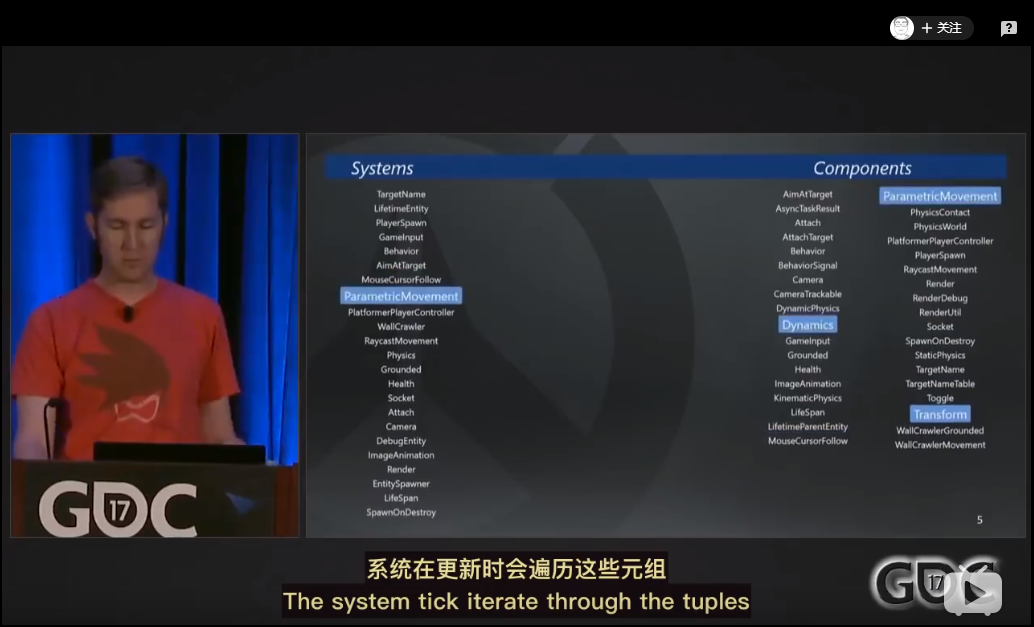 + 关注
?
Systems
TargetName
LifetimeEntity
PlayerSpawn
GameInput
Behavior
AimAtTarget
MouseCursorFollow
ParametricMovement
PlatformerPlayerController
WallCrawler
RaycastMovement
Physics
Grounded
Health
Socket
Attach
Camera
DebugEntity
ImageAnimation
Render
EntitySpawner
LifeSpan
SpawnOnDestroy
Components
AimAtTarget
AsyncTaskResult
Attach
AttachTarget
Behavior
BehaviorSignal
Camera
CameraTrackable
DynamicPhysics
Dynamics
GameInput
Grounded
Health
ImageAnimation
KinematicPhysics
LifeSpan
LifetimeParentEntity
MouseCursorFollow
ParametricMovement
PhysicsContact
PhysicsWorld
PlatformerPlayerController
PlayerSpawn
RaycastMovement
Render
RenderDebug
RenderUtil
Socket
SpawnOnDestroy
StaticPhysics
TargetName
TargetNameTable
Toggle
Transform
WallCrawlerGrounded
WallCrawlerMovement
5
GDC 17
系统在更新时会遍历这些元组
The system tick iterate through the tuples
GDC 17